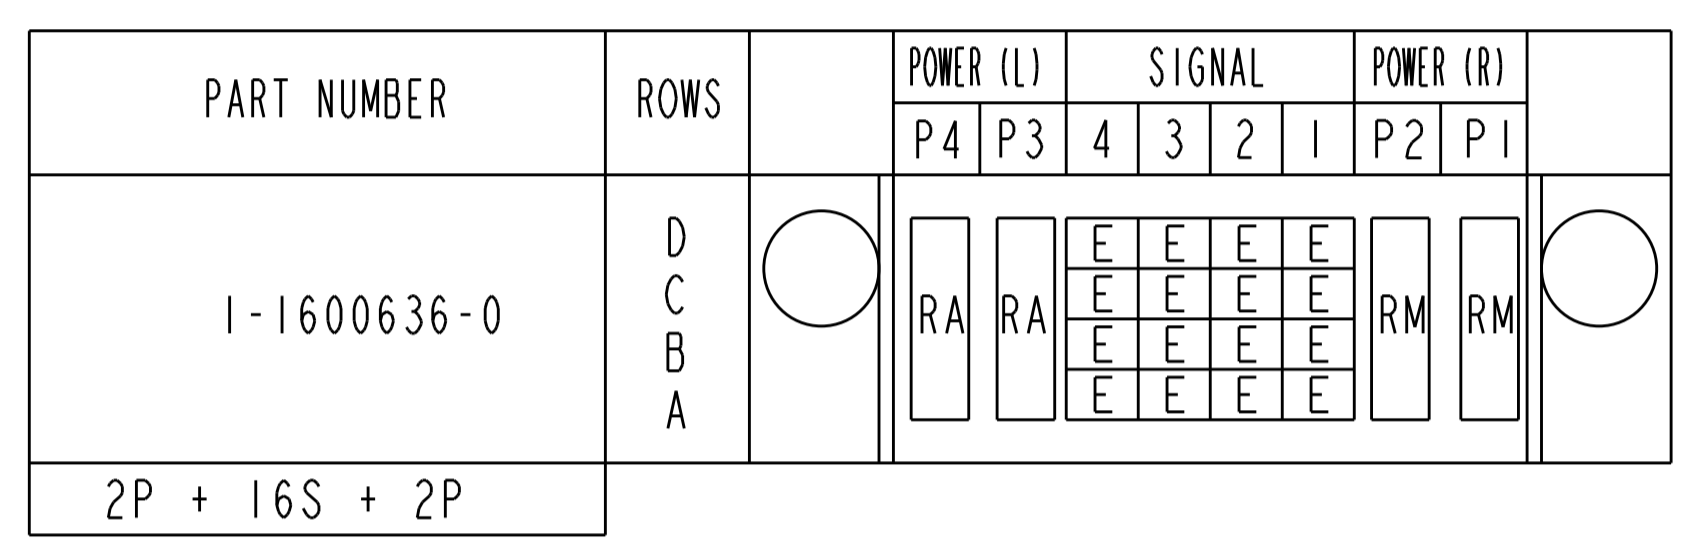 PART NUMBER ROWS POWER (L) SIGNAL POWER (R)
P4 P3 4 3 2 1 P2 P1
D E E E E
C E E E E
1-1600636-0 RA RA RM RM
B E E E E
A E E E E
2P + 16S + 2P